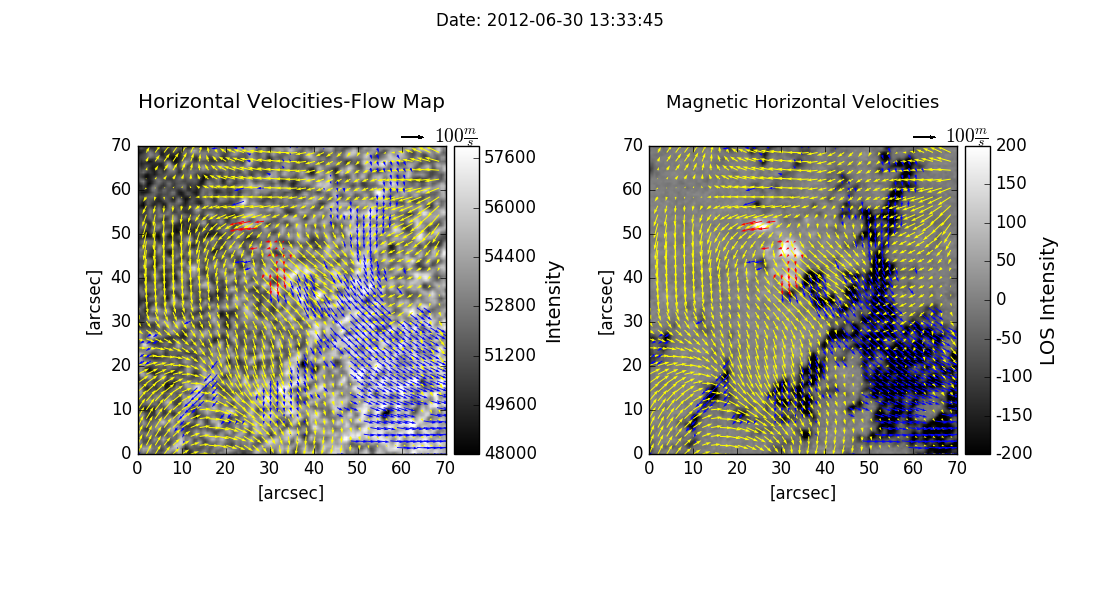 Date: 2012-06-30 13:33:45
Horizontal Velocities-Flow Map
100 m/s
70
60
50
40
30
20
10
0
[arcsec]
0 10 20 30 40 50 60 70
[arcsec]
57600
56000
54400
52800
51200
49600
48000
Intensity
Magnetic Horizontal Velocities
100 m/s
70
60
50
40
30
20
10
0
[arcsec]
0 10 20 30 40 50 60 70
[arcsec]
200
150
100
50
0
-50
-100
-150
-200
LOS Intensity